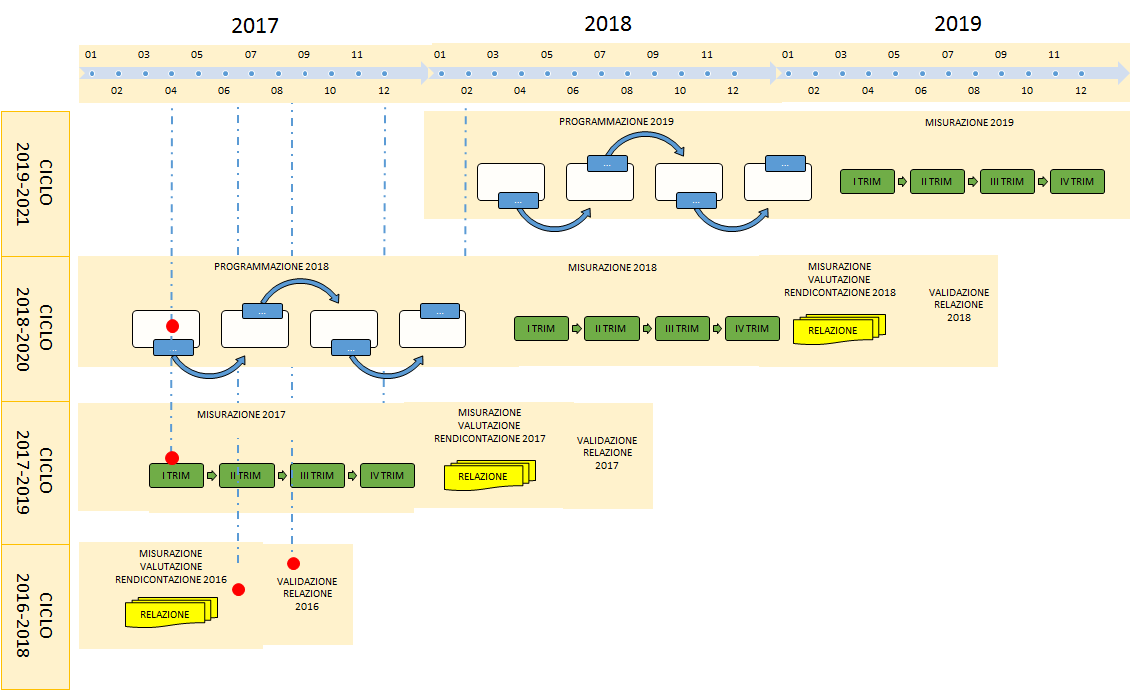 2017
2018
2019
01 03 05 07 09 11 01 03 05 07 09 11 01 03 05 07 09 11
02 04 06 08 10 12 02 04 06 08 10 12 02 04 06 08 10 12
CICLO
2019-2021
PROGRAMMAZIONE 2019
...
...
...
...
MISURAZIONE 2019
I TRIM
II TRIM
III TRIM
IV TRIM
CICLO
2018-2020
PROGRAMMAZIONE 2018
...
...
...
...
MISURAZIONE 2018
I TRIM
II TRIM
III TRIM
IV TRIM
MISURAZIONE
VALUTAZIONE
RENDICONTAZIONE 2018
RELAZIONE
VALIDAZIONE
RELAZIONE
2018
CICLO
2017-2019
MISURAZIONE 2017
I TRIM
II TRIM
III TRIM
IV TRIM
MISURAZIONE
VALUTAZIONE
RENDICONTAZIONE 2017
RELAZIONE
VALIDAZIONE
RELAZIONE
2017
CICLO
2016-2018
MISURAZIONE
VALUTAZIONE
RENDICONTAZIONE 2016
RELAZIONE
VALIDAZIONE
RELAZIONE
2016